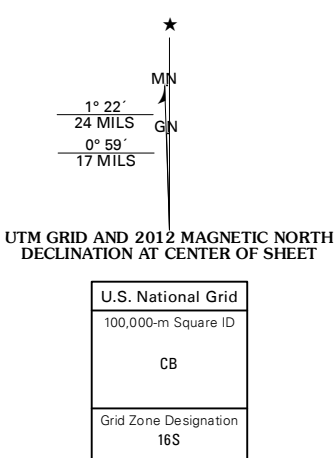 MN
1° 22´
24 MILS
GN
0° 59´
17 MILS
UTM GRID AND 2012 MAGNETIC NORTH
DECLINATION AT CENTER OF SHEET
U.S. National Grid
100,000-m Square ID
CB
Grid Zone Designation
16S